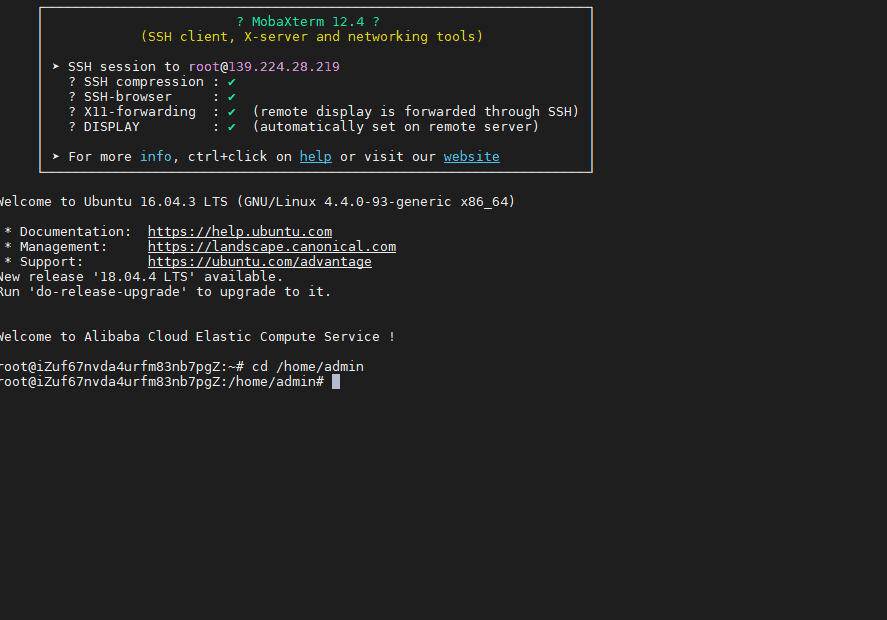 ? MobaXterm 12.4 ?
(SSH client, X-server and networking tools)
➤ SSH session to root@139.224.28.219
? SSH compression : ✔
? SSH-browser     : ✔
? X11-forwarding  : ✔  (remote display is forwarded through SSH)
? DISPLAY         : ✔  (automatically set on remote server)
➤ For more info, ctrl+click on help or visit our website
Welcome to Ubuntu 16.04.3 LTS (GNU/Linux 4.4.0-93-generic x86_64)
* Documentation:  https://help.ubuntu.com
* Management:     https://landscape.canonical.com
* Support:        https://ubuntu.com/advantage
New release '18.04.4 LTS' available.
Run 'do-release-upgrade' to upgrade to it.
Welcome to Alibaba Cloud Elastic Compute Service !
root@iZuf67nvda4urfm83nb7pgZ:~# cd /home/admin
root@iZuf67nvda4urfm83nb7pgZ:/home/admin#